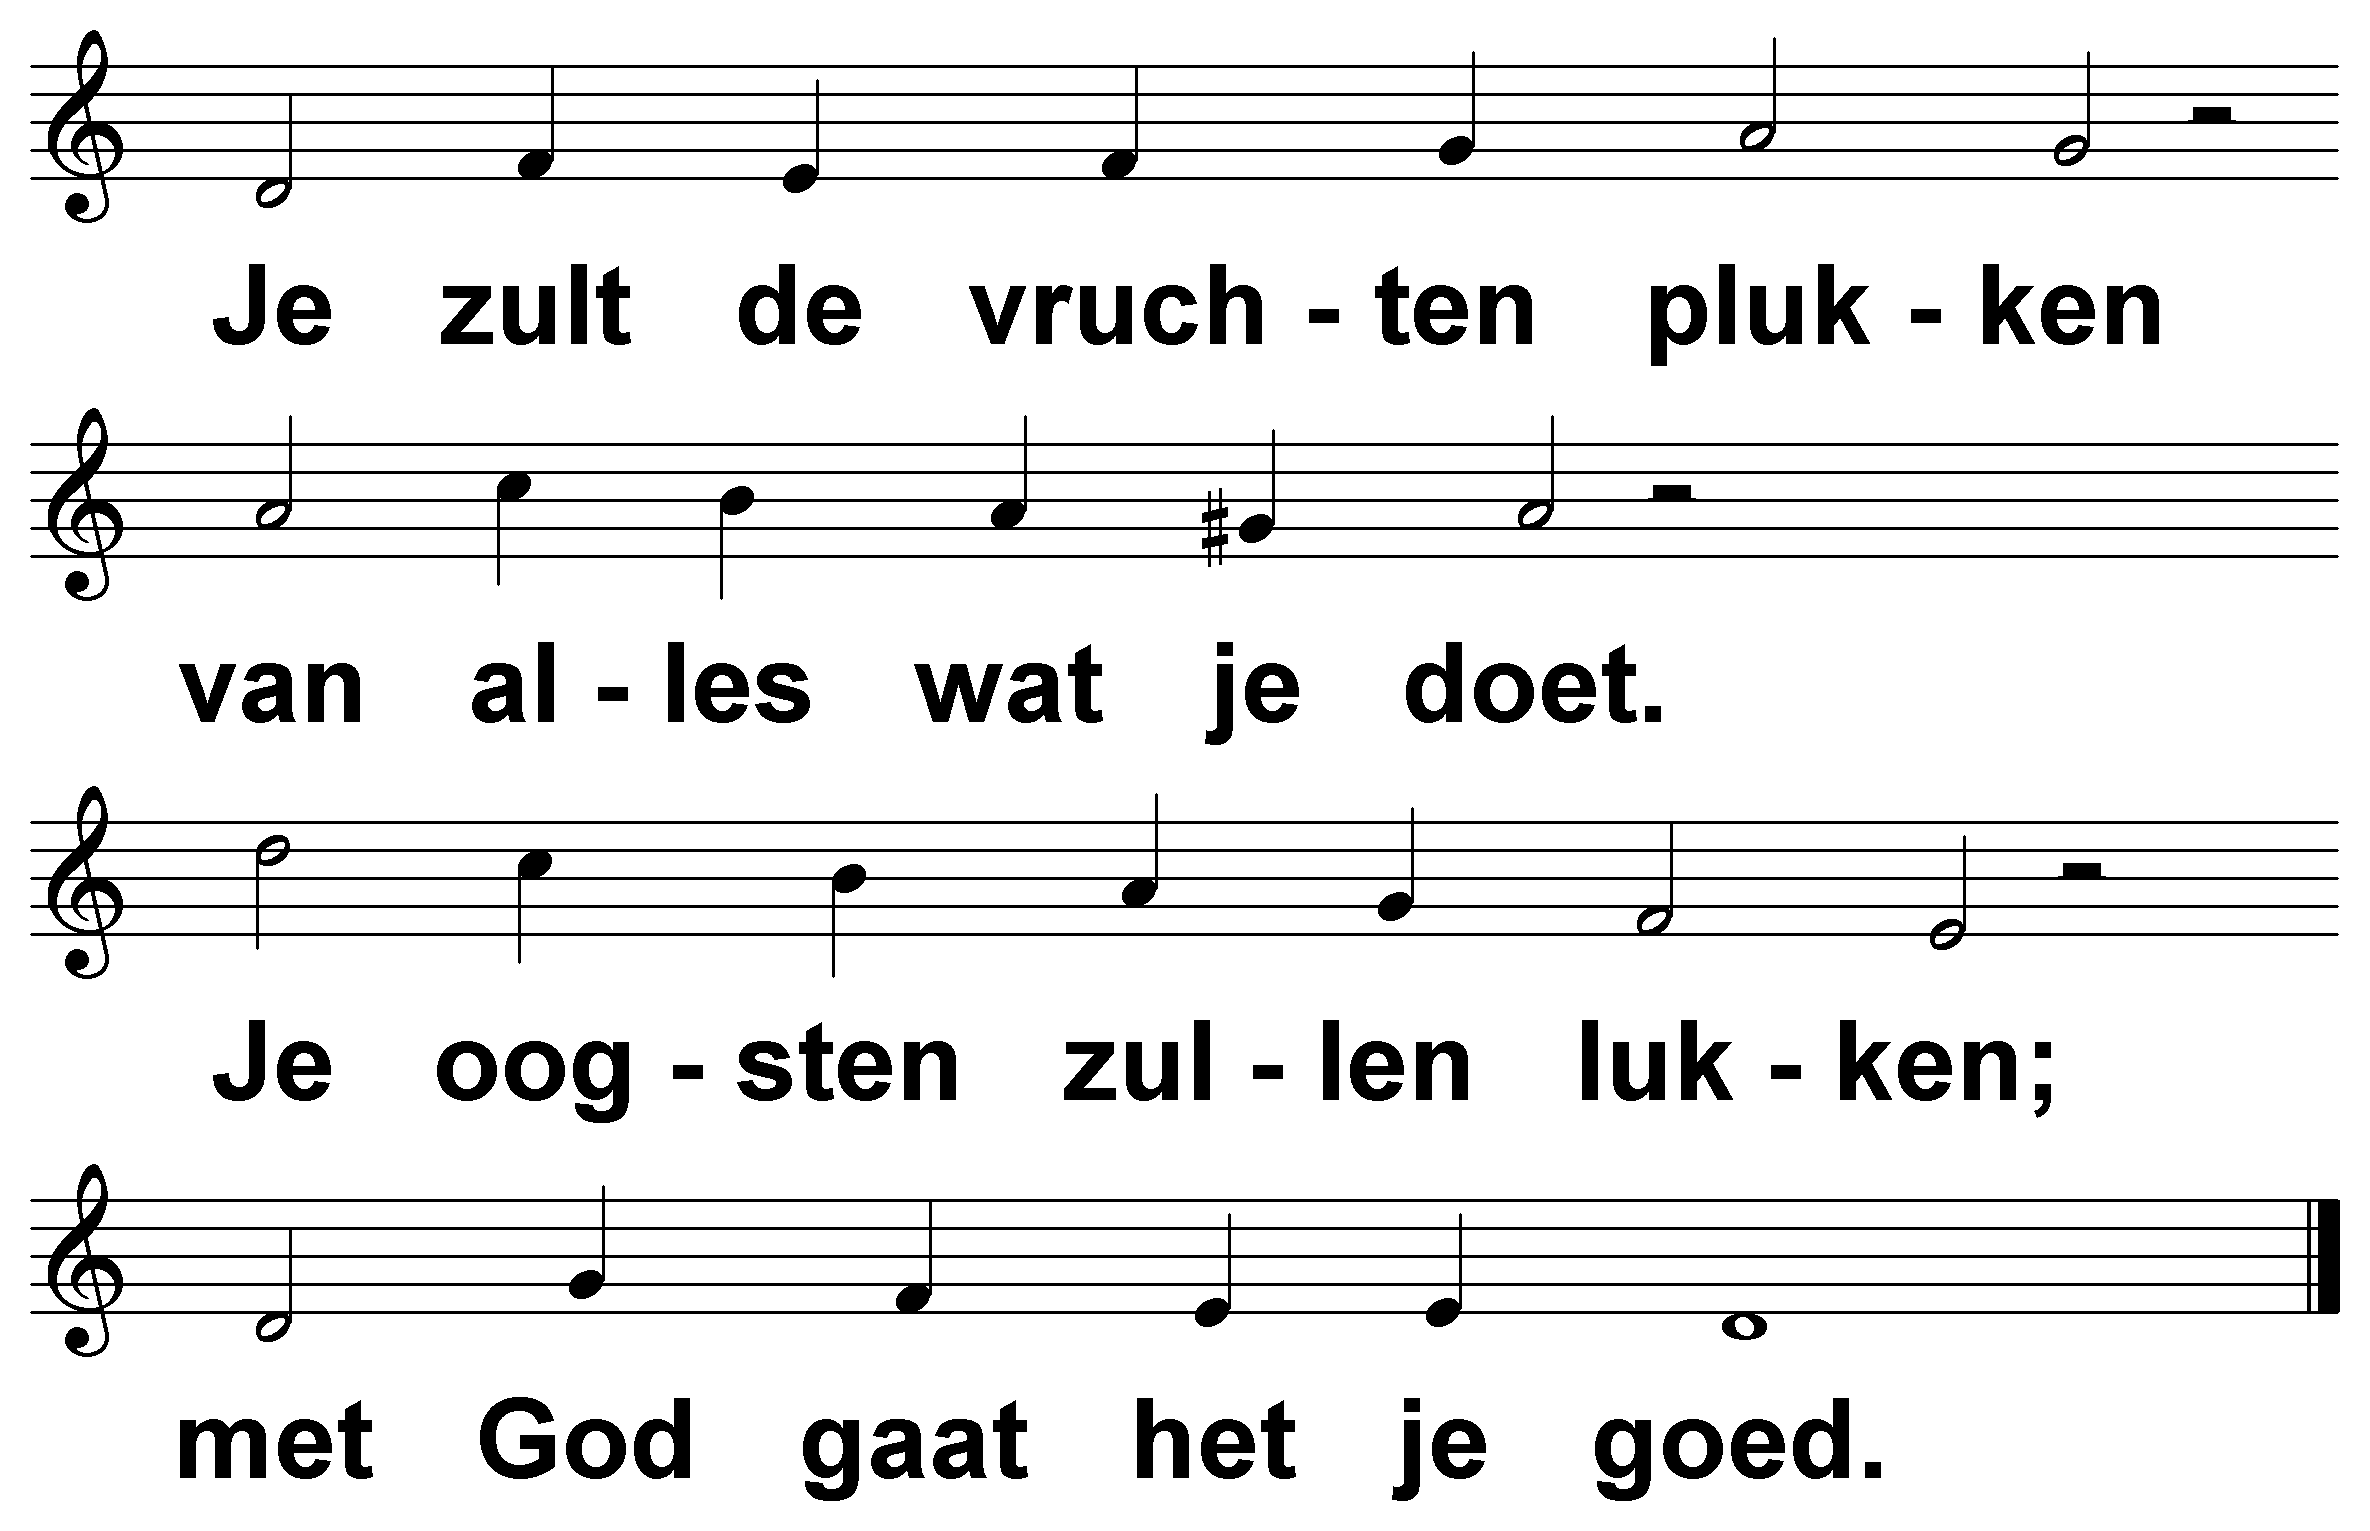 Je zult de vruch - ten pluk - ken
van al - les wat je doet.
Je oog - sten zul - len luk - ken;
met God gaat het je goed.